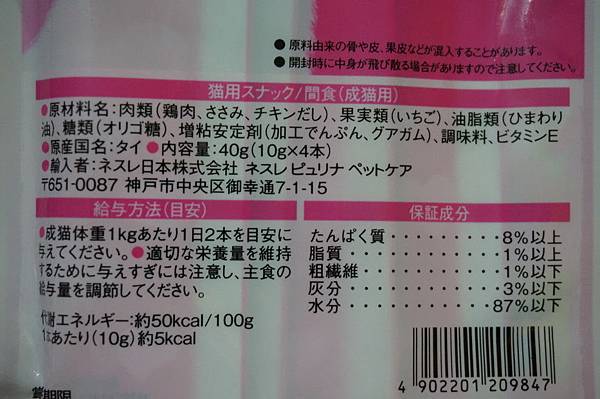 ●原料由来の骨や皮、果皮などが混入することがあります。
●開封時に中身が飛び散る場合がありますので注意してください。
猫用スナック/間食(成猫用)
●原材料名:肉類(鶏肉、ささみ、チキンだし)、果実類(いちご)、油脂類(ひまわり
油)、糖類(オリゴ糖)、増粘安定剤(加工でんぷん、グアガム)、調味料、ビタミンE
●原産国名:タイ ●内容量:40g(10g×4本)
●輸入者:ネスレ日本株式会社 ネスレ ピュリナ ペットケア
〒651-0087 神戸市中央区御幸通7-1-15
給与方法(目安)
●成猫体重1kgあたり1日2本を目安に
与えてください。●適切な栄養量を維持
するために与えすぎには注意し、主食の
給与量を調節してください。
代謝エネルギー:約50kcal/100g
1本あたり(10g)約5kcal
保証成分
たんぱく質・・・・・・・・・・・8%以上
脂質・・・・・・・・・・・・・・1%以上
粗繊維・・・・・・・・・・・・・1%以下
灰分・・・・・・・・・・・・・・3%以下
水分・・・・・・・・・・・・・87%以下
4 902201 209847
賞期限